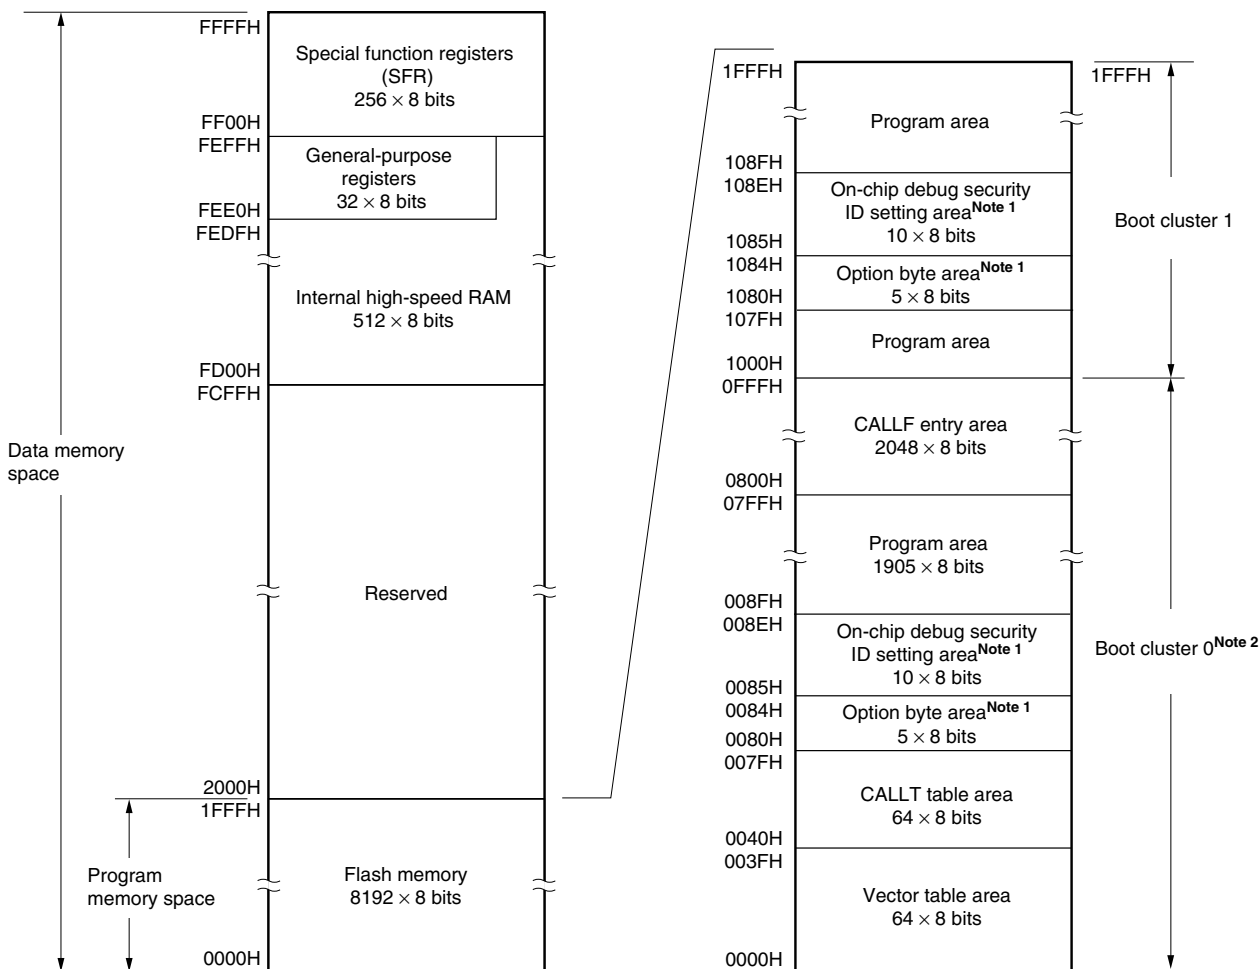 FFFFH
Special function registers
(SFR)
256 × 8 bits
FF00H
FEFFH
General-purpose
registers
32 × 8 bits
FEE0H
FEDFH
Internal high-speed RAM
512 × 8 bits
FD00H
FCFFH
Data memory
space
Reserved
2000H
1FFFH
Program
memory space
Flash memory
8192 × 8 bits
0000H
1FFFH
1FFFH
Program area
108FH
108EH
On-chip debug security
ID setting areaNote 1
10 × 8 bits
Boot cluster 1
1085H
1084H
Option byte areaNote 1
5 × 8 bits
1080H
107FH
Program area
1000H
0FFFH
CALLF entry area
2048 × 8 bits
0800H
07FFH
Program area
1905 × 8 bits
008FH
008EH
On-chip debug security
ID setting areaNote 1
10 × 8 bits
Boot cluster 0Note 2
0085H
0084H
Option byte areaNote 1
5 × 8 bits
0080H
007FH
CALLT table area
64 × 8 bits
0040H
003FH
Vector table area
64 × 8 bits
0000H